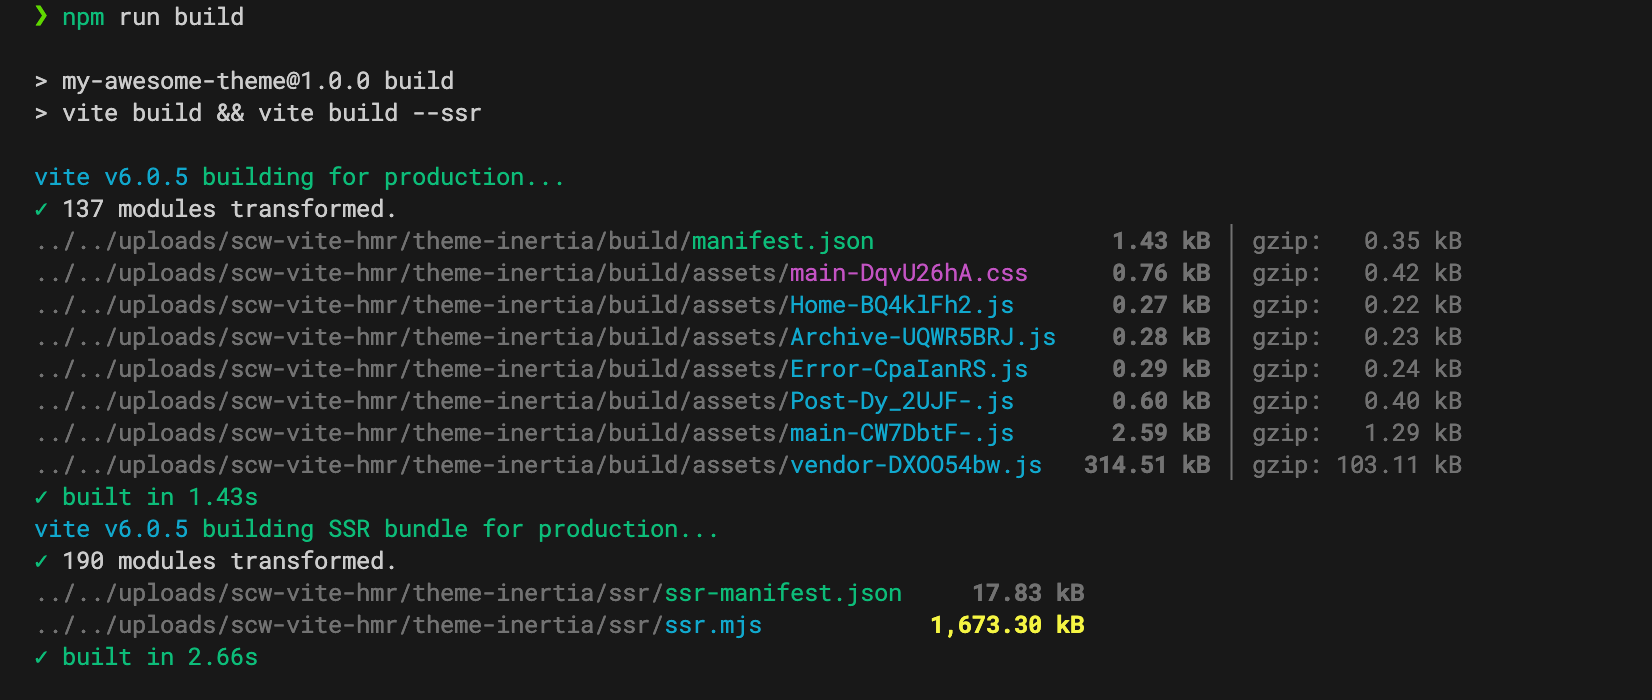 ❯ npm run build
> my-awesome-theme@1.0.0 build
> vite build && vite build --ssr
vite v6.0.5 building for production...
✓ 137 modules transformed.
../../uploads/scw-vite-hmr/theme-inertia/build/manifest.json 1.43 kB │ gzip: 0.35 kB
../../uploads/scw-vite-hmr/theme-inertia/build/assets/main-DqvU26hA.css 0.76 kB │ gzip: 0.42 kB
../../uploads/scw-vite-hmr/theme-inertia/build/assets/Home-BQ4klFh2.js 0.27 kB │ gzip: 0.22 kB
../../uploads/scw-vite-hmr/theme-inertia/build/assets/Archive-UQWR5BRJ.js 0.28 kB │ gzip: 0.23 kB
../../uploads/scw-vite-hmr/theme-inertia/build/assets/Error-CpaIanRS.js 0.29 kB │ gzip: 0.24 kB
../../uploads/scw-vite-hmr/theme-inertia/build/assets/Post-Dy_2UJF-.js 0.60 kB │ gzip: 0.40 kB
../../uploads/scw-vite-hmr/theme-inertia/build/assets/main-CW7DbtF-.js 2.59 kB │ gzip: 1.29 kB
../../uploads/scw-vite-hmr/theme-inertia/build/assets/vendor-DXOO54bw.js 314.51 kB │ gzip: 103.11 kB
✓ built in 1.43s
vite v6.0.5 building SSR bundle for production...
✓ 190 modules transformed.
../../uploads/scw-vite-hmr/theme-inertia/ssr/ssr-manifest.json 17.83 kB
../../uploads/scw-vite-hmr/theme-inertia/ssr/ssr.mjs 1,673.30 kB
✓ built in 2.66s